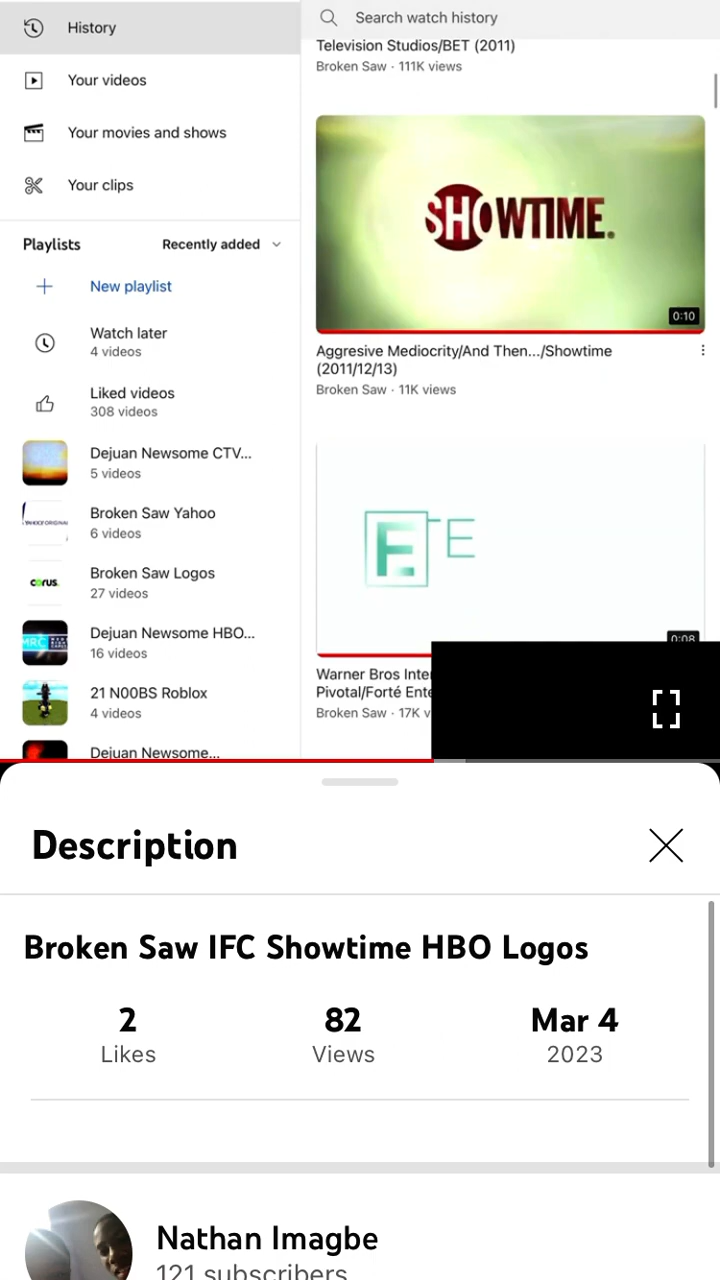 History
Your videos
Your movies and shows
Your clips
Playlists
Recently added
New playlist
Watch later
4 videos
Liked videos
308 videos
Dejuan Newsome CTV...
5 videos
Broken Saw Yahoo
6 videos
Broken Saw Logos
27 videos
Dejuan Newsome HBO...
16 videos
21 N00BS Roblox
4 videos
Dejuan Newsome...
Search watch history
Television Studios/BET (2011)
Broken Saw · 111K views
SHOWTIME.
0:10
Aggresive Mediocrity/And Then.../Showtime
(2011/12/13)
Broken Saw · 11K views
F E
0:08
Warner Bros Inte
Pivotal/Forté Ente
Broken Saw · 17K v
corus.
MRC
Description
Broken Saw IFC Showtime HBO Logos
2
Likes
82
Views
Mar 4
2023
Nathan Imagbe
121 subscribers